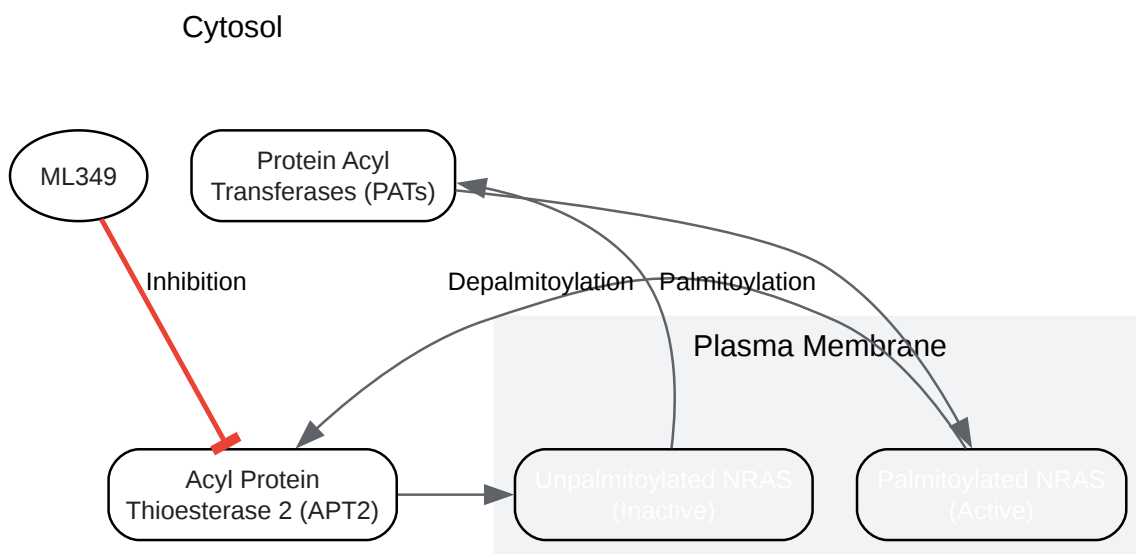 Cytosol
ML349
Protein Acyl
Transferases (PATs)
Inhibition
Depalmitoylation
Palmitoylation
Plasma Membrane
Acyl Protein
Thioesterase 2 (APT2)
Unpalmitoylated NRAS
(Inactive)
Palmitoylated NRAS
(Active)